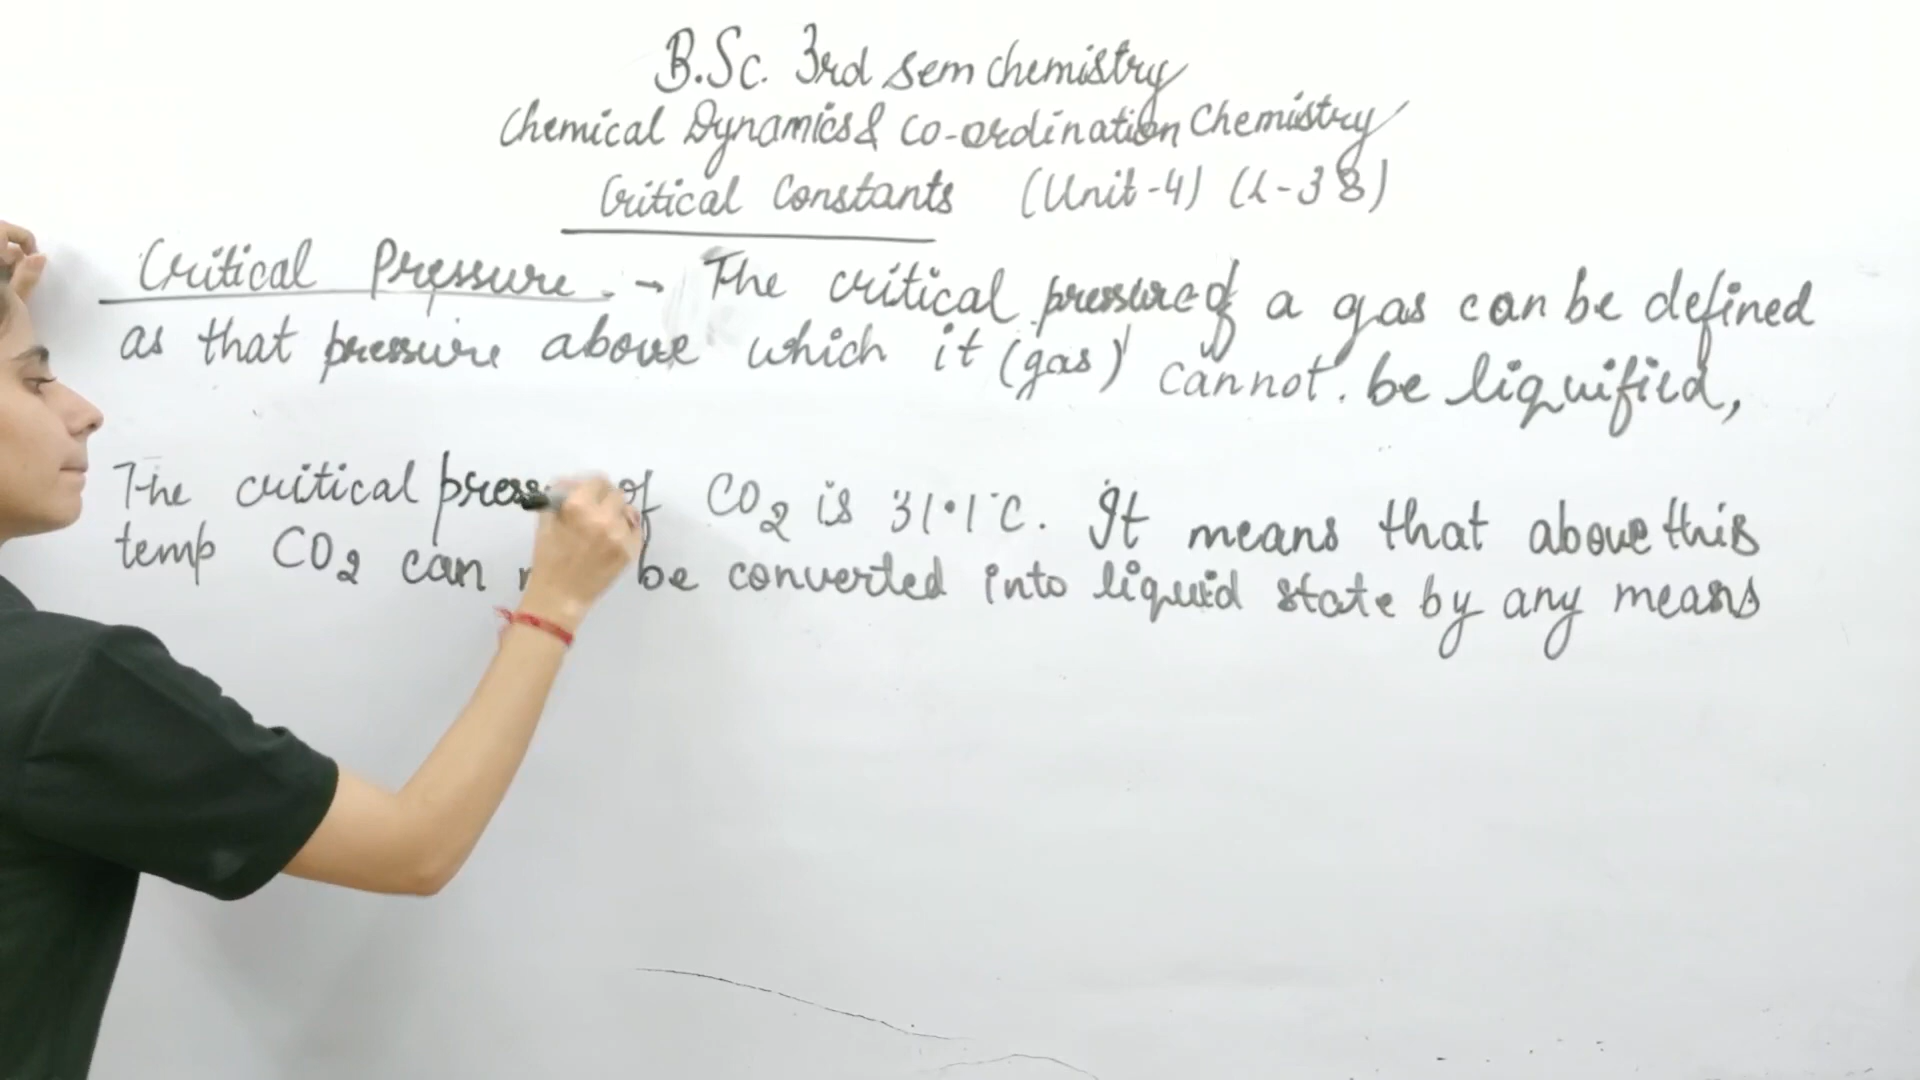 B.Sc. 3rd sem chemistry
Chemical Dynamics & Co-ordination Chemistry
Critical Constants (Unit-4) (L-38)
Critical Pressure. → The critical pressure of a gas can be defined
as that pressure above which it (gas) cannot. be liquified,
The critical press of CO2 is 31.1°C. It means that above this
temp CO2 can be converted into liquid state by any means